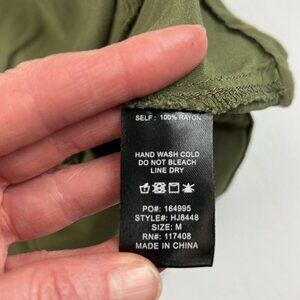 SELF : 100% RAYON
HAND WASH COLD
DO NOT BLEACH
LINE DRY
PO#: 164995
STYLE#: HJ8448
SIZE: M
RN#: 117408
MADE IN CHINA